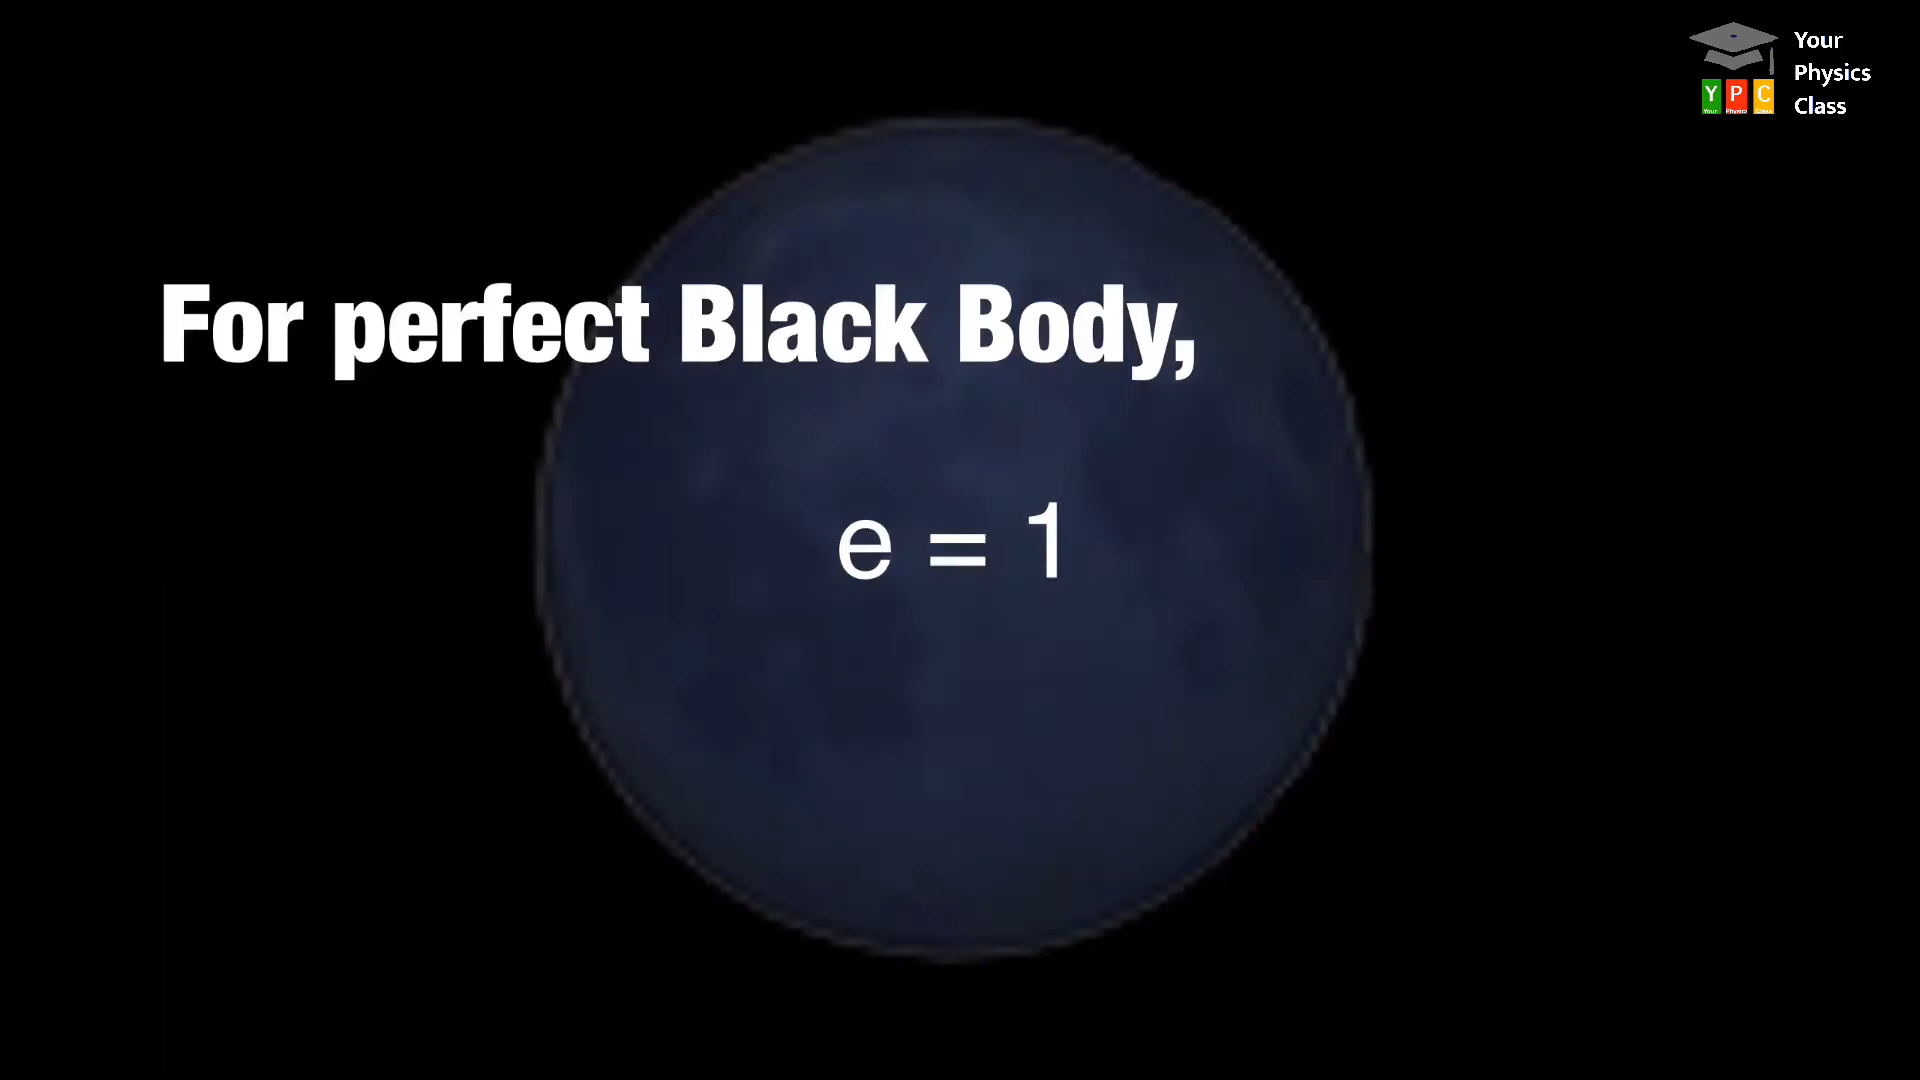 Your
Physics
Class
Y P C
For perfect Black Body,
e = 1